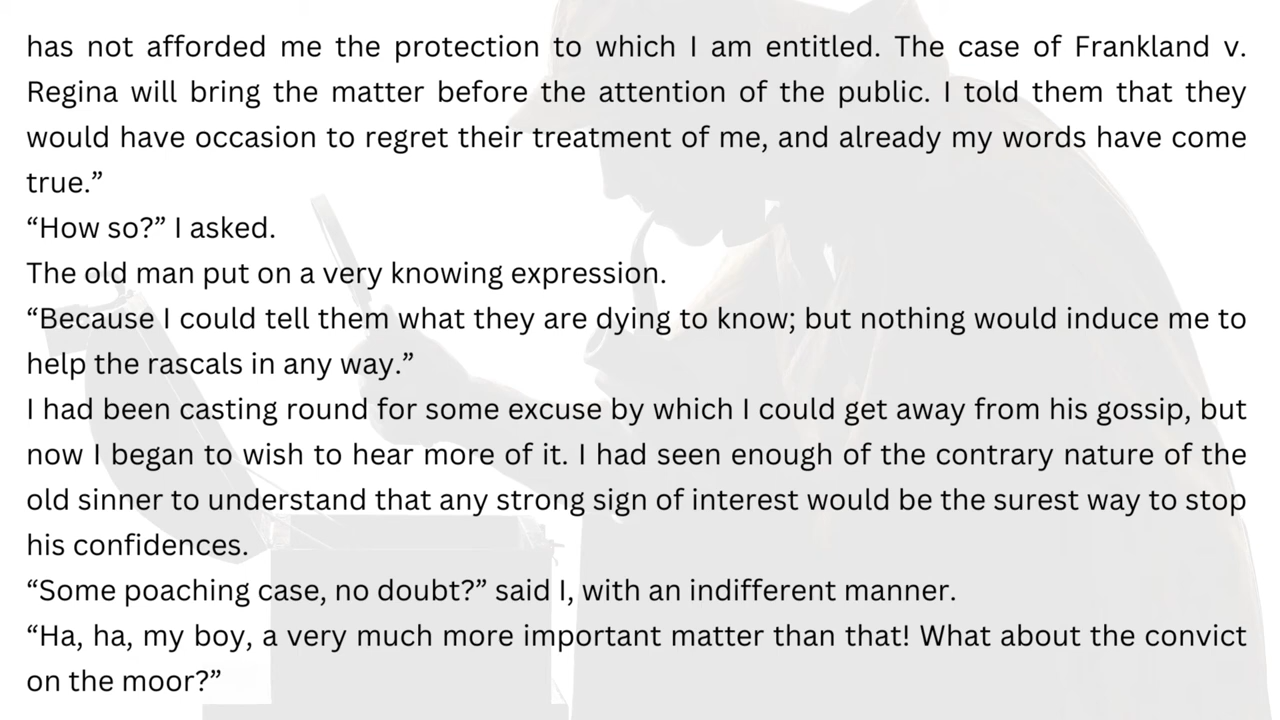 has not afforded me the protection to which I am entitled. The case of Frankland v.
Regina will bring the matter before the attention of the public. I told them that they
would have occasion to regret their treatment of me, and already my words have come
true.”
“How so?” I asked.
The old man put on a very knowing expression.
“Because I could tell them what they are dying to know; but nothing would induce me to
help the rascals in any way.”
I had been casting round for some excuse by which I could get away from his gossip, but
now I began to wish to hear more of it. I had seen enough of the contrary nature of the
old sinner to understand that any strong sign of interest would be the surest way to stop
his confidences.
“Some poaching case, no doubt?” said I, with an indifferent manner.
“Ha, ha, my boy, a very much more important matter than that! What about the convict
on the moor?”